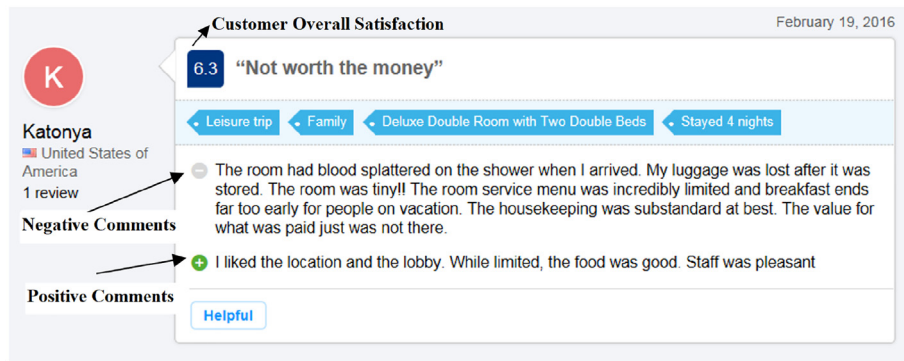 Customer Overall Satisfaction
February 19, 2016
K
6.3 “Not worth the money”
Katonya
United States of
America
1 review
Leisure trip Family Deluxe Double Room with Two Double Beds Stayed 4 nights
The room had blood splattered on the shower when I arrived. My luggage was lost after it was
stored. The room was tiny!! The room service menu was incredibly limited and breakfast ends
far too early for people on vacation. The housekeeping was substandard at best. The value for
what was paid just was not there.
Negative Comments
I liked the location and the lobby. While limited, the food was good. Staff was pleasant
Positive Comments
Helpful